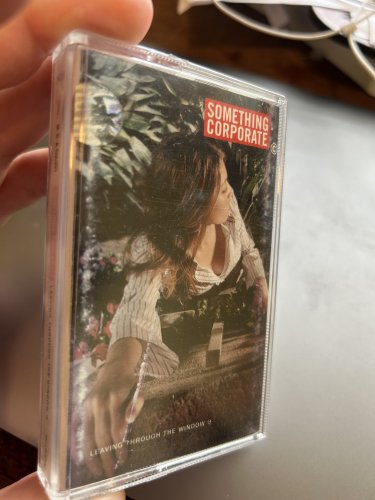 SOMETHING
CORPORATE
LEAVING THROUGH THE WINDOW